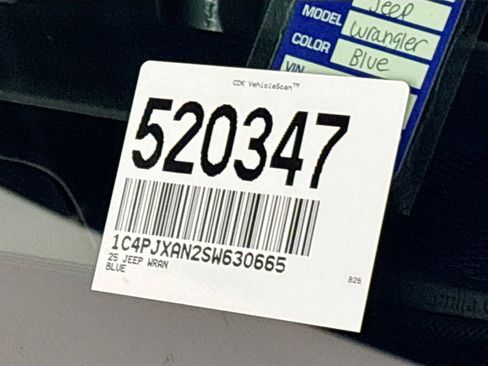 Jeep
MODEL Wrangler
COLOR Blue
VIN
CDK VehicleScan™
520347
1C4PJXAN2SW630665
25 JEEP WRAN
BLUE
B26